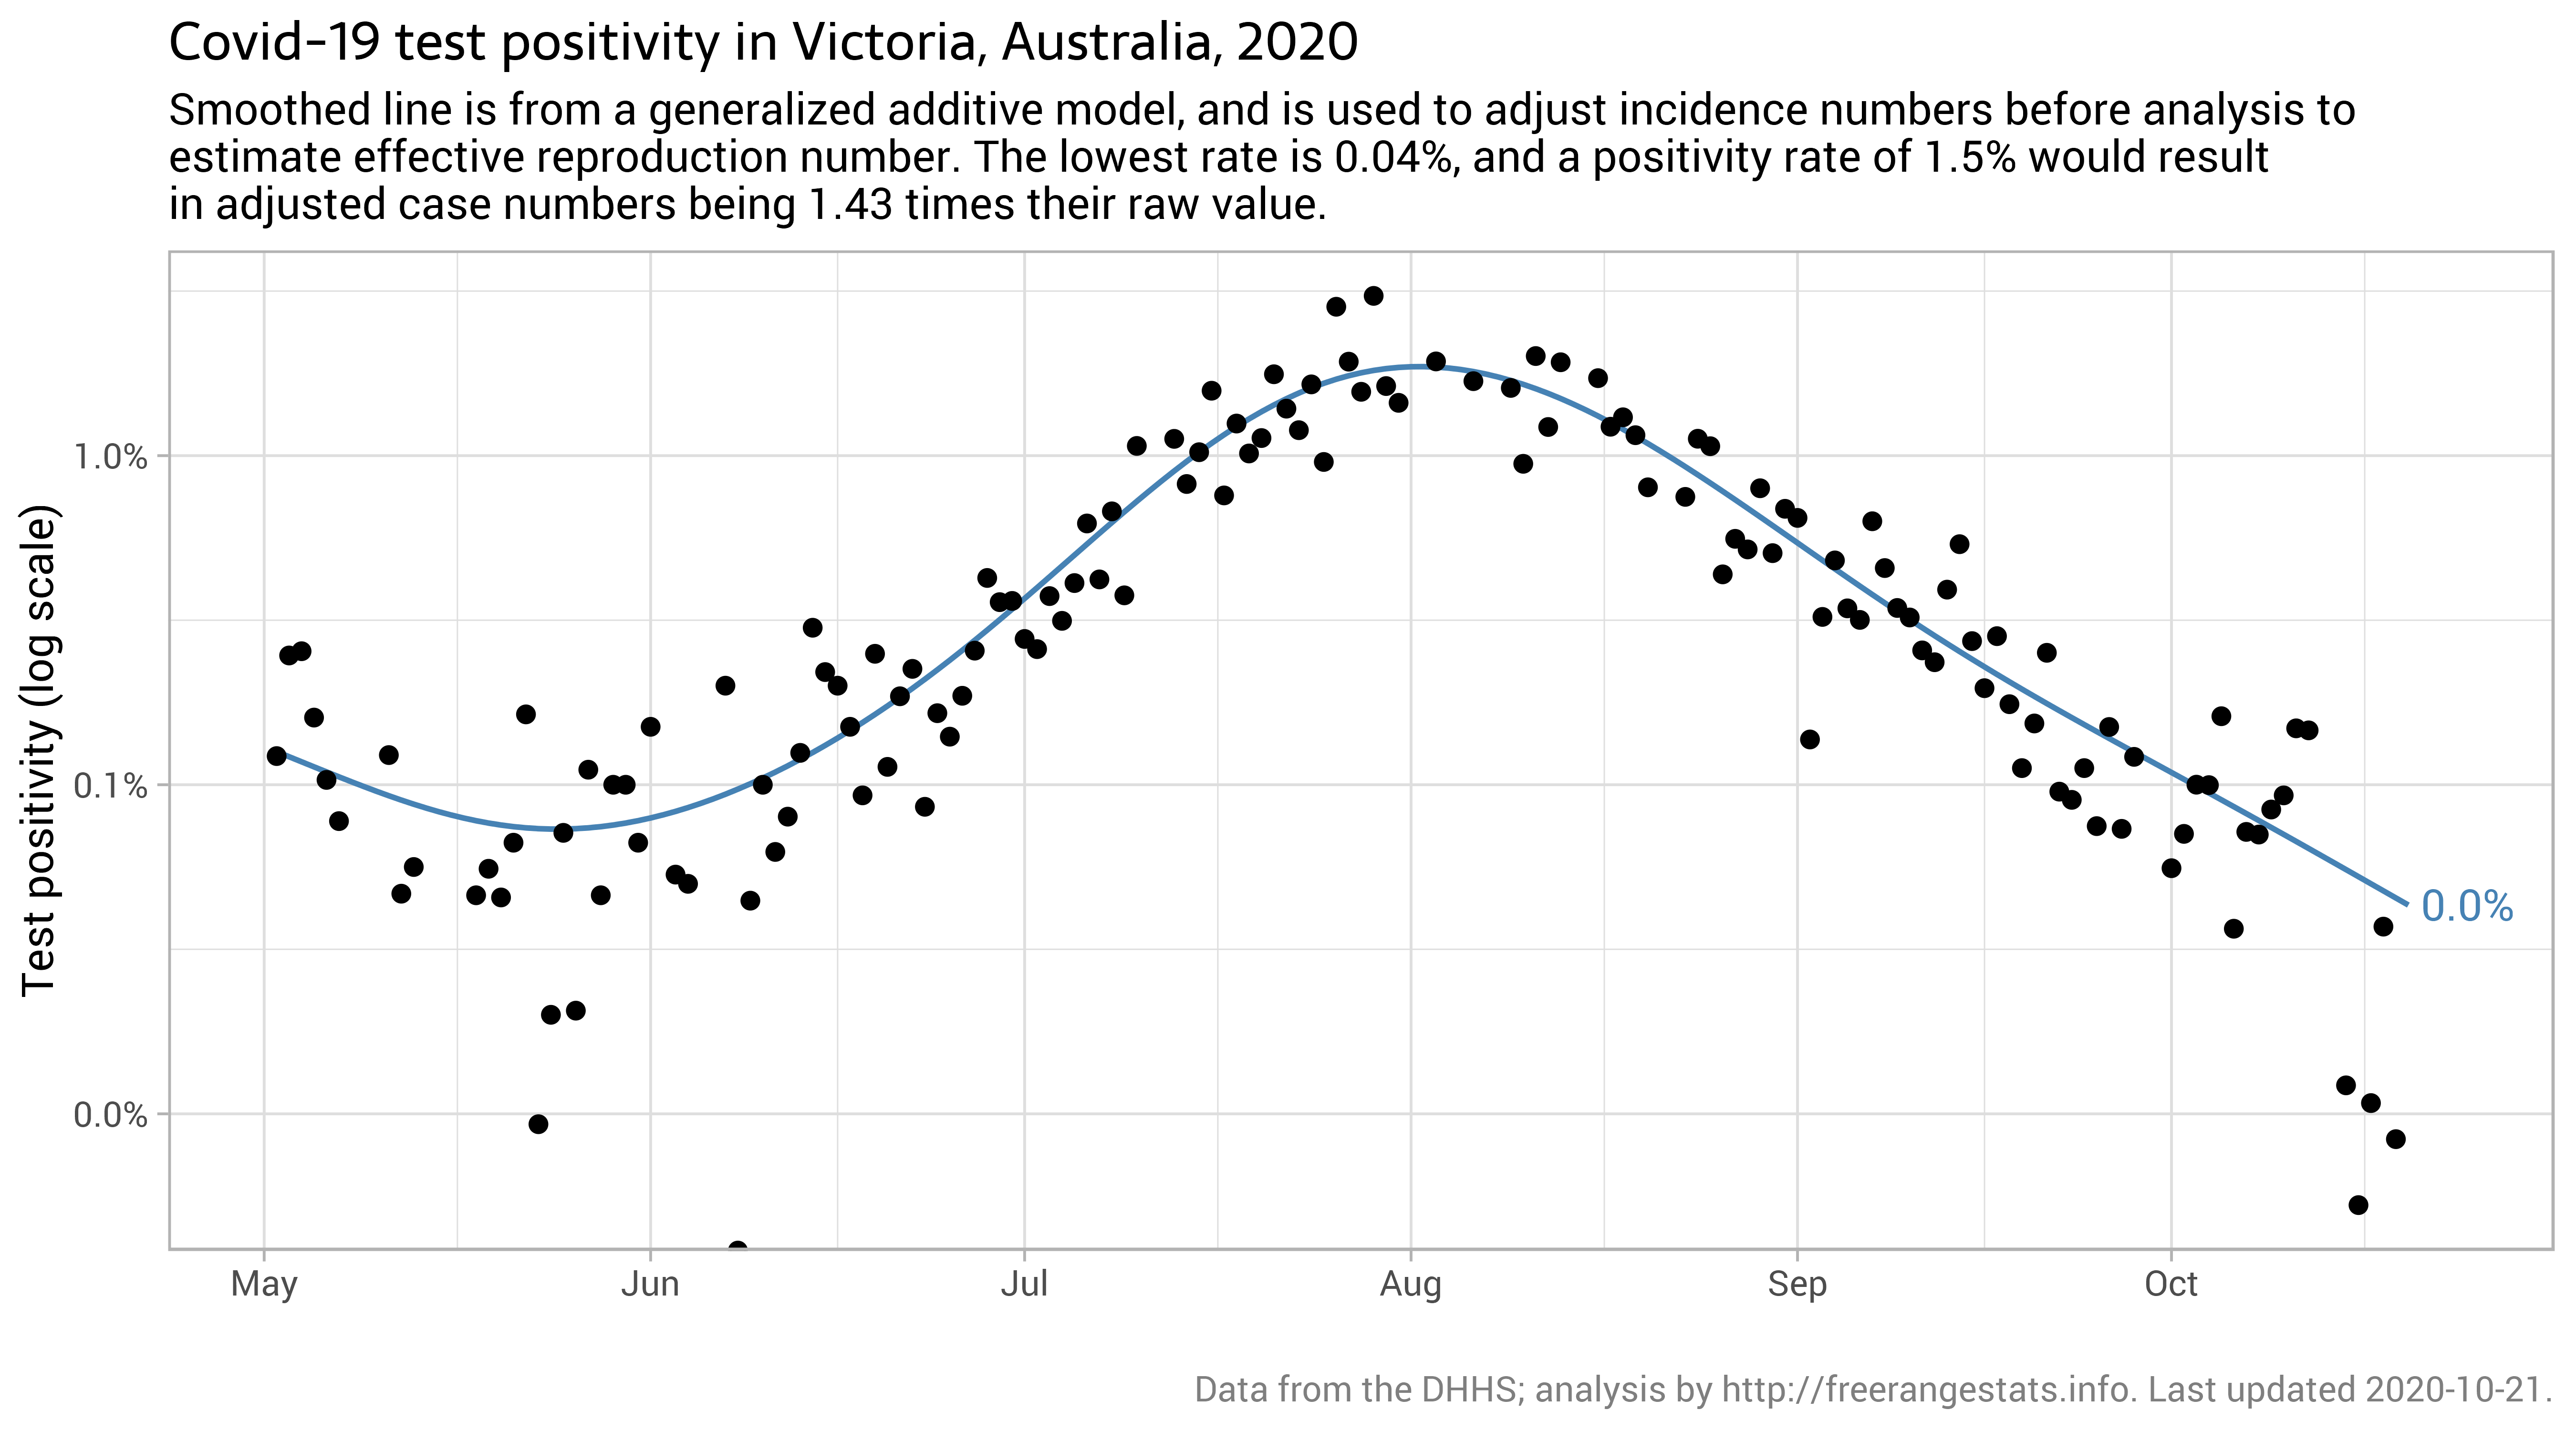 Covid-19 test positivity in Victoria, Australia, 2020
Smoothed line is from a generalized additive model, and is used to adjust incidence numbers before analysis to
estimate effective reproduction number. The lowest rate is 0.04%, and a positivity rate of 1.5% would result
in adjusted case numbers being 1.43 times their raw value.
Test positivity (log scale)
1.0%
0.1%
0.0%
0.0%
May Jun Jul Aug Sep Oct
Data from the DHHS; analysis by http://freerangestats.info. Last updated 2020-10-21.